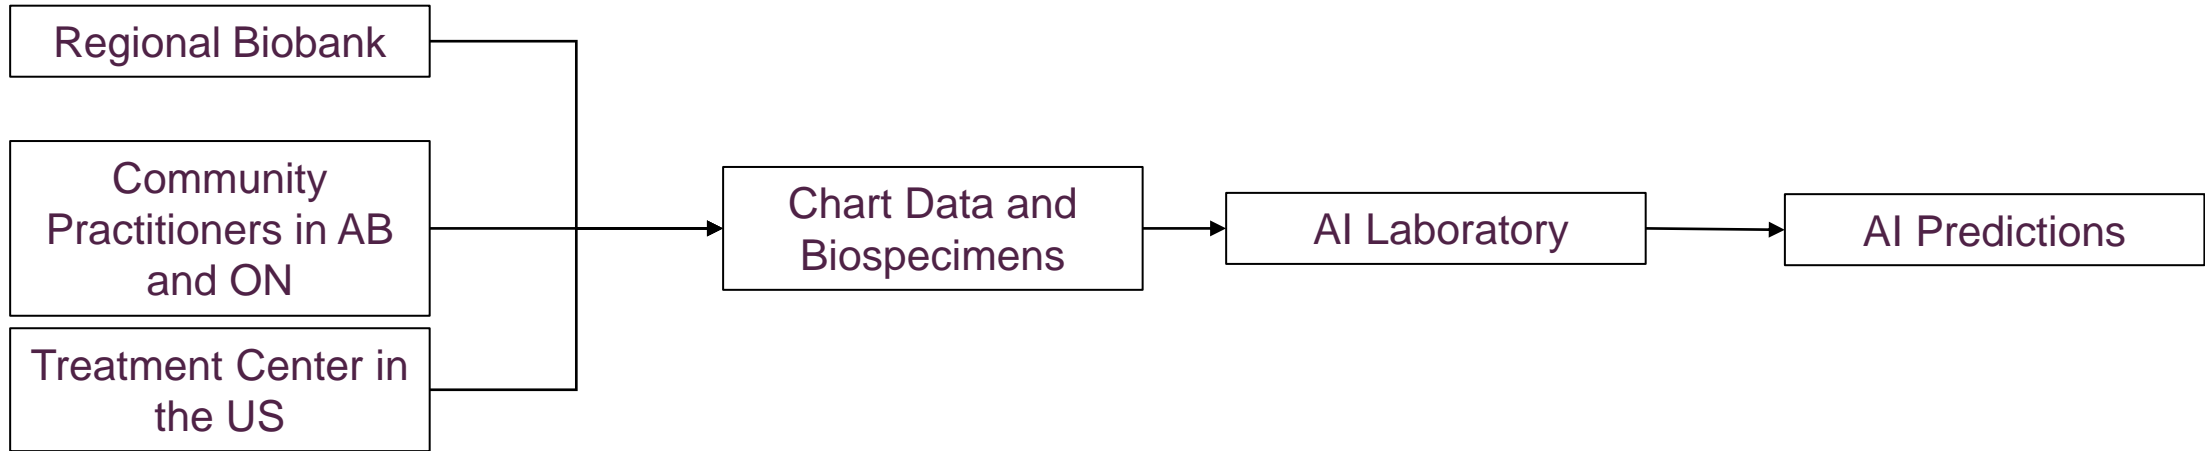 Regional Biobank
Community
Practitioners in AB
and ON
Treatment Center in
the US
Chart Data and
Biospecimens
AI Laboratory
AI Predictions